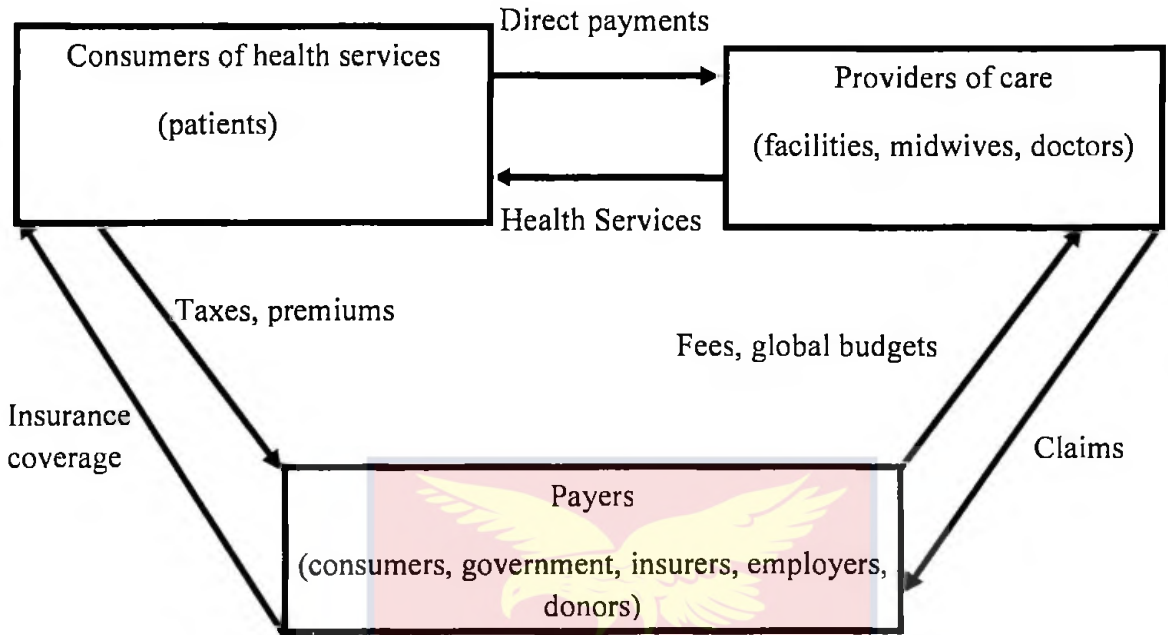 Direct payments
Consumers of health services
(patients)
Providers of care
(facilities, midwives, doctors)
Health Services
Taxes, premiums
Fees, global budgets
Insurance
coverage
Claims
Payers
(consumers, government, insurers, employers,
donors)